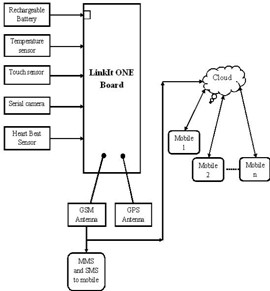 Rechargeable
Battery
Temperature
sensor
Touch sensor
Serial camera
Heart Beat
Sensor
LinkIt ONE
Board
GSM
Antenna
GPS
Antenna
MMS
and SMS
to mobile
Cloud
Mobile
1
Mobile
2
Mobile
n